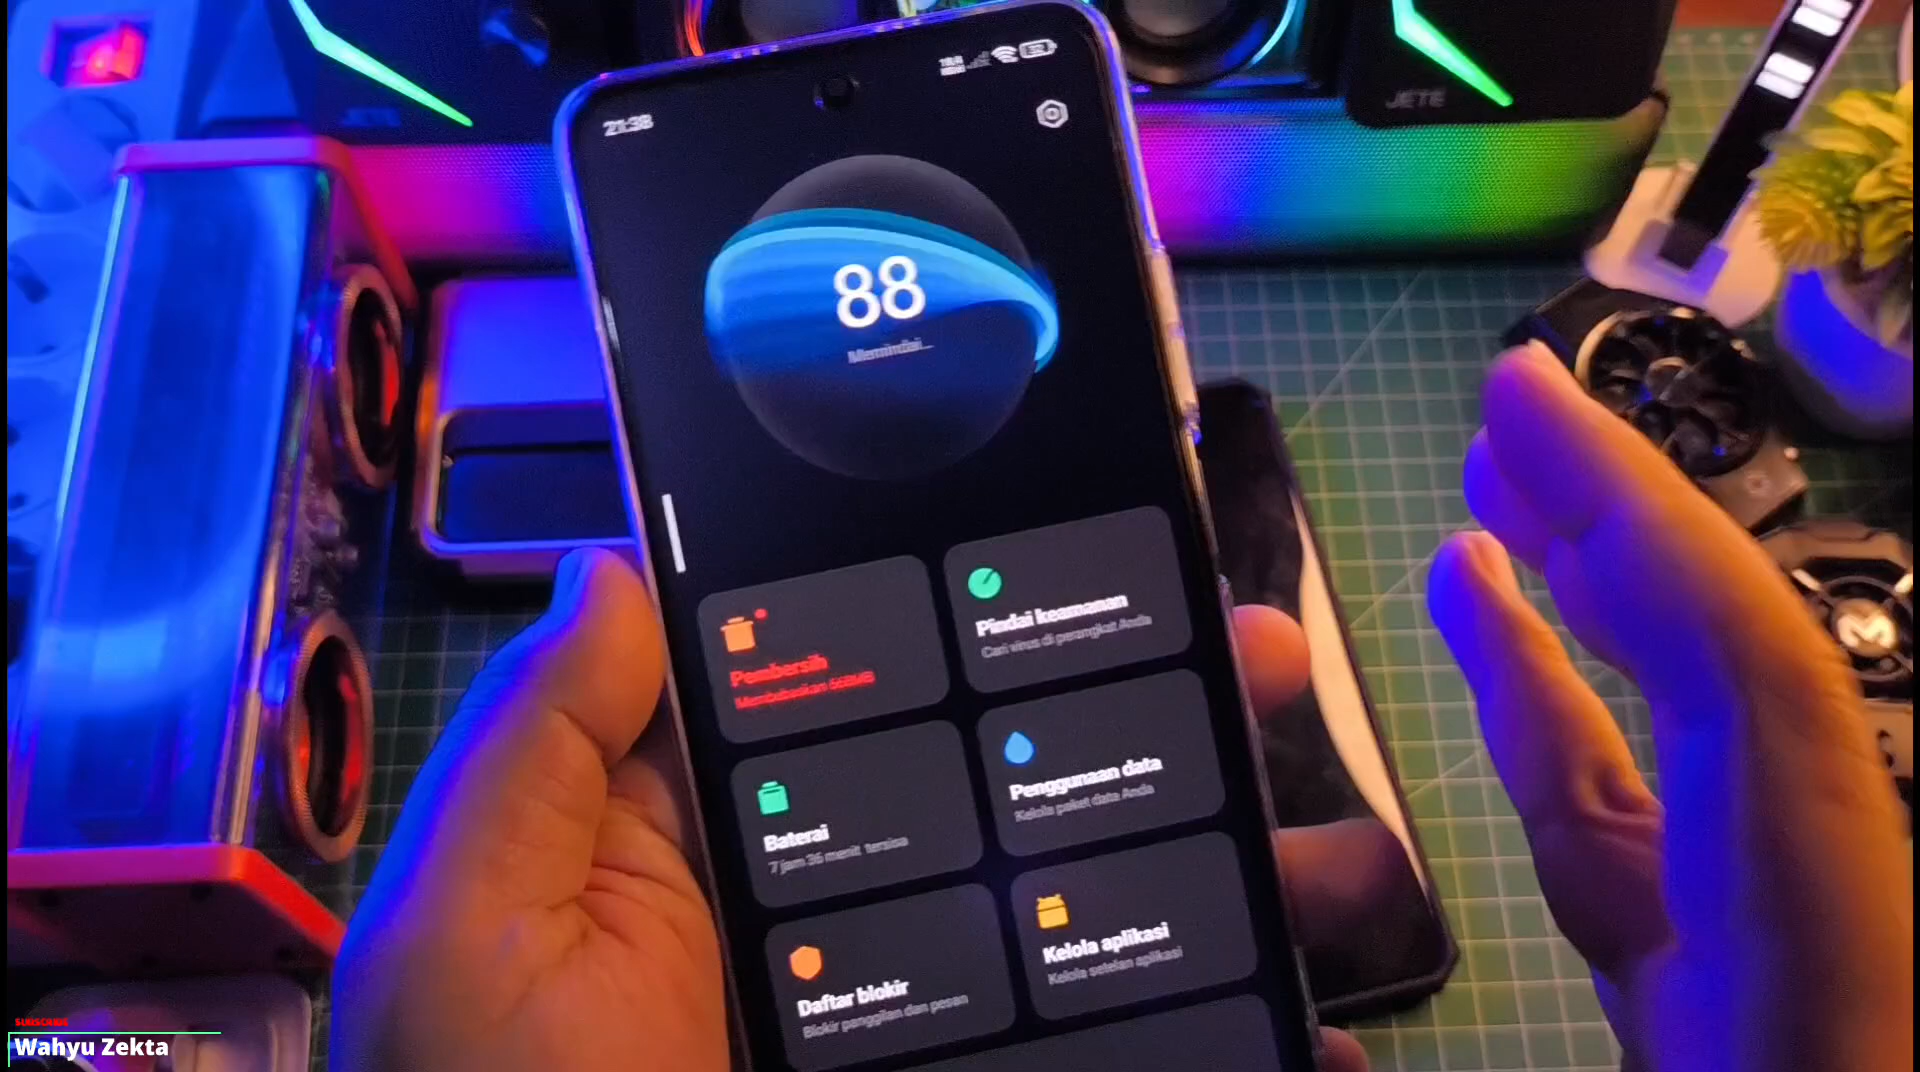 JETE
21:38
88
Memindai...
Pembersih
Membebaskan 668MB
Pindai keamanan
Cari virus di perangkat Anda
Baterai
7 jam 36 menit tersisa
Penggunaan data
Kelola paket data Anda
Daftar blokir
Blokir panggilan dan pesan
Kelola aplikasi
Kelola setelan aplikasi
SUBSCRIBE
Wahyu Zekta